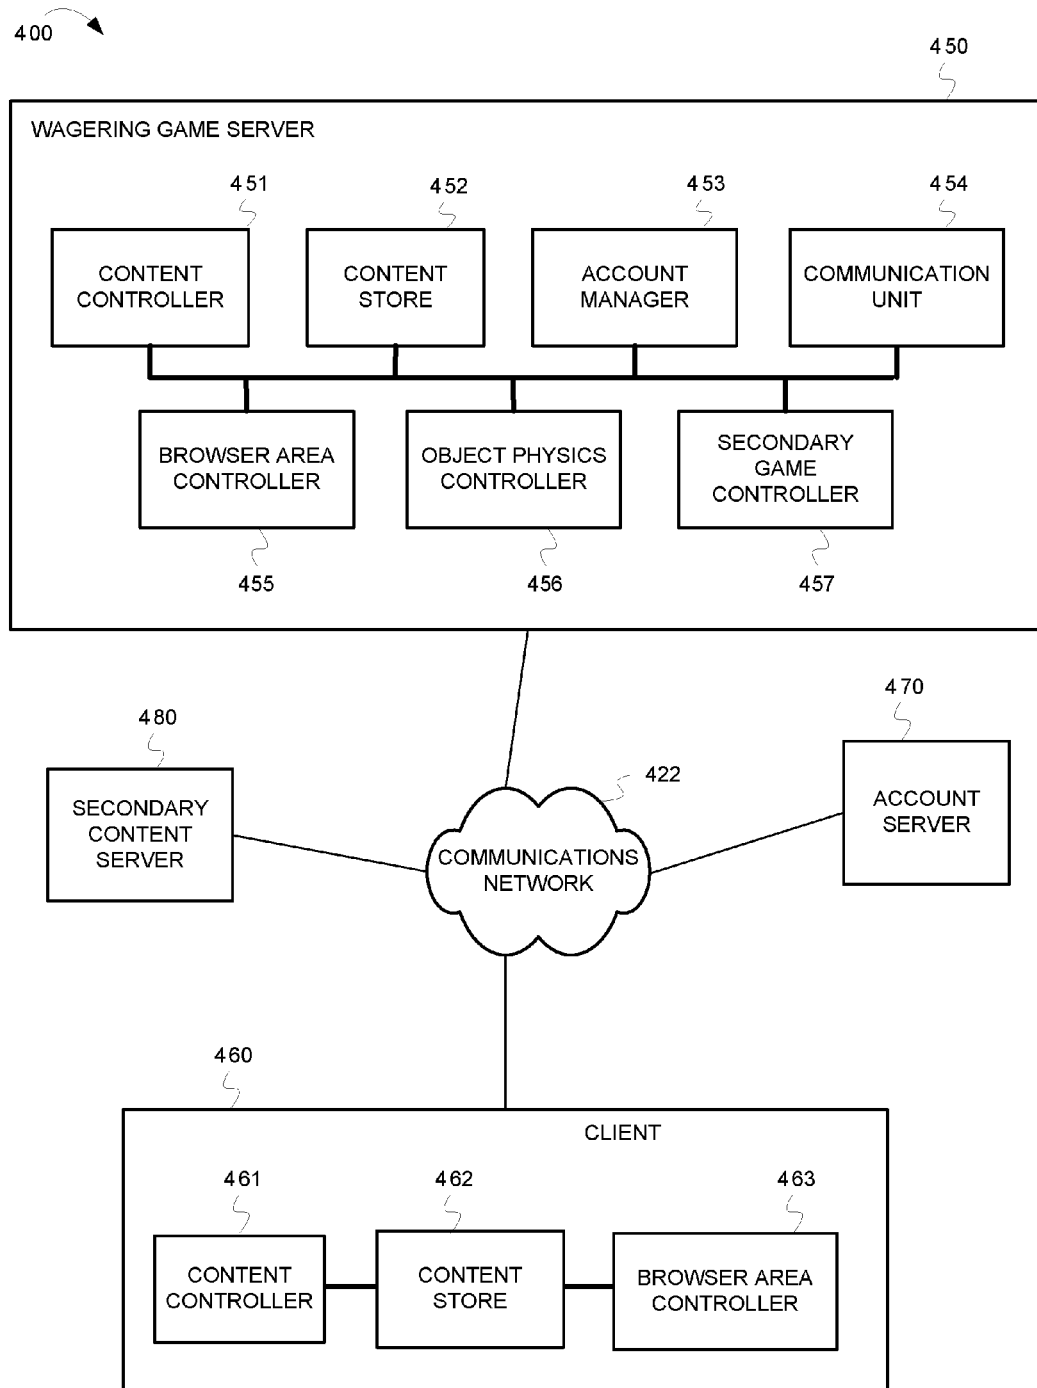 400
450
WAGERING GAME SERVER
451
452
453
454
CONTENT
CONTROLLER
CONTENT
STORE
ACCOUNT
MANAGER
COMMUNICATION
UNIT
BROWSER AREA
CONTROLLER
OBJECT PHYSICS
CONTROLLER
SECONDARY
GAME
CONTROLLER
455
456
457
480
470
422
SECONDARY
CONTENT
SERVER
COMMUNICATIONS
NETWORK
ACCOUNT
SERVER
460
CLIENT
461
462
463
CONTENT
CONTROLLER
CONTENT
STORE
BROWSER AREA
CONTROLLER